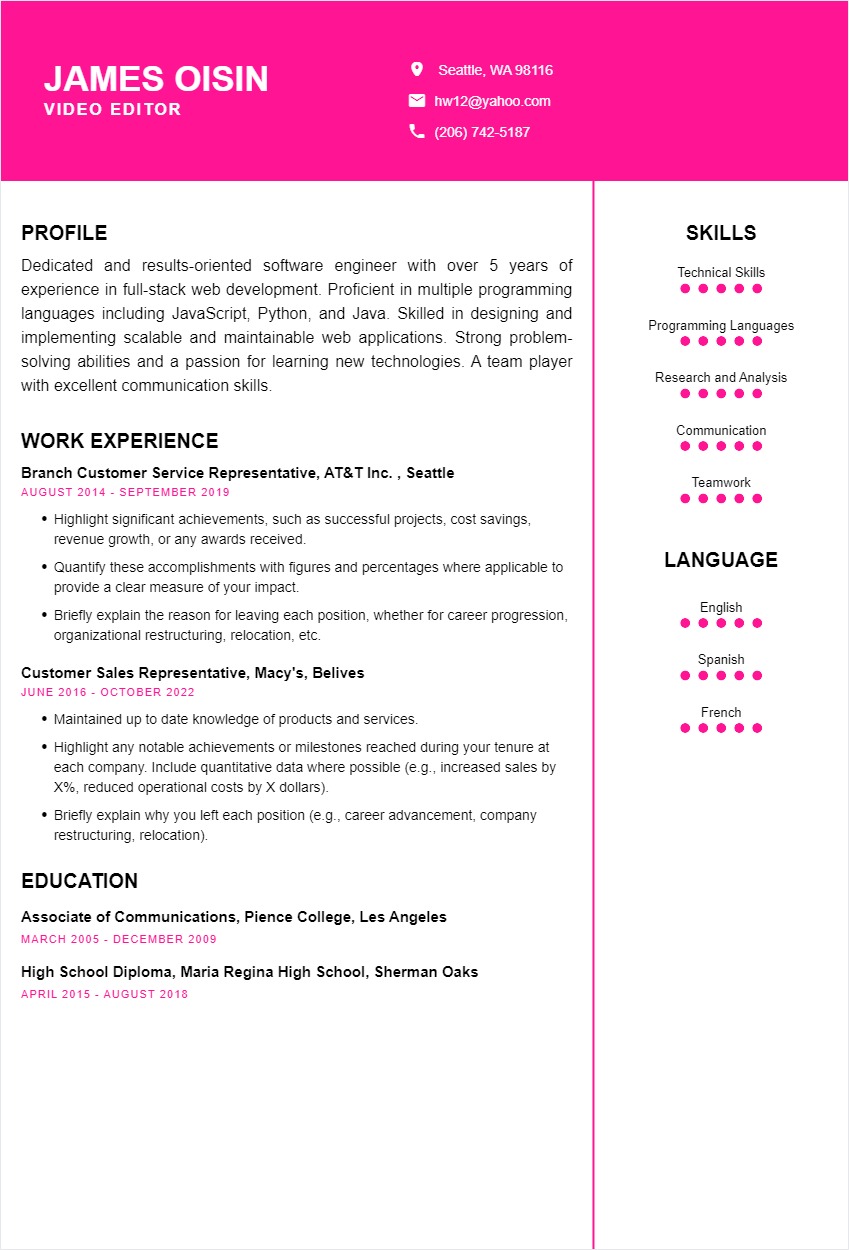 JAMES OISIN
VIDEO EDITOR
Seattle, WA 98116
hw12@yahoo.com
(206) 742-5187
PROFILE
Dedicated and results-oriented software engineer with over 5 years of
experience in full-stack web development. Proficient in multiple programming
languages including JavaScript, Python, and Java. Skilled in designing and
implementing scalable and maintainable web applications. Strong problem-
solving abilities and a passion for learning new technologies. A team player
with excellent communication skills.
WORK EXPERIENCE
Branch Customer Service Representative, AT&T Inc. , Seattle
AUGUST 2014 - SEPTEMBER 2019
• Highlight significant achievements, such as successful projects, cost savings,
revenue growth, or any awards received.
• Quantify these accomplishments with figures and percentages where applicable to
provide a clear measure of your impact.
• Briefly explain the reason for leaving each position, whether for career progression,
organizational restructuring, relocation, etc.
Customer Sales Representative, Macy's, Belives
JUNE 2016 - OCTOBER 2022
• Maintained up to date knowledge of products and services.
• Highlight any notable achievements or milestones reached during your tenure at
each company. Include quantitative data where possible (e.g., increased sales by
X%, reduced operational costs by X dollars).
• Briefly explain why you left each position (e.g., career advancement, company
restructuring, relocation).
EDUCATION
Associate of Communications, Pience College, Les Angeles
MARCH 2005 - DECEMBER 2009
High School Diploma, Maria Regina High School, Sherman Oaks
APRIL 2015 - AUGUST 2018
SKILLS
Technical Skills
Programming Languages
Research and Analysis
Communication
Teamwork
LANGUAGE
English
Spanish
French